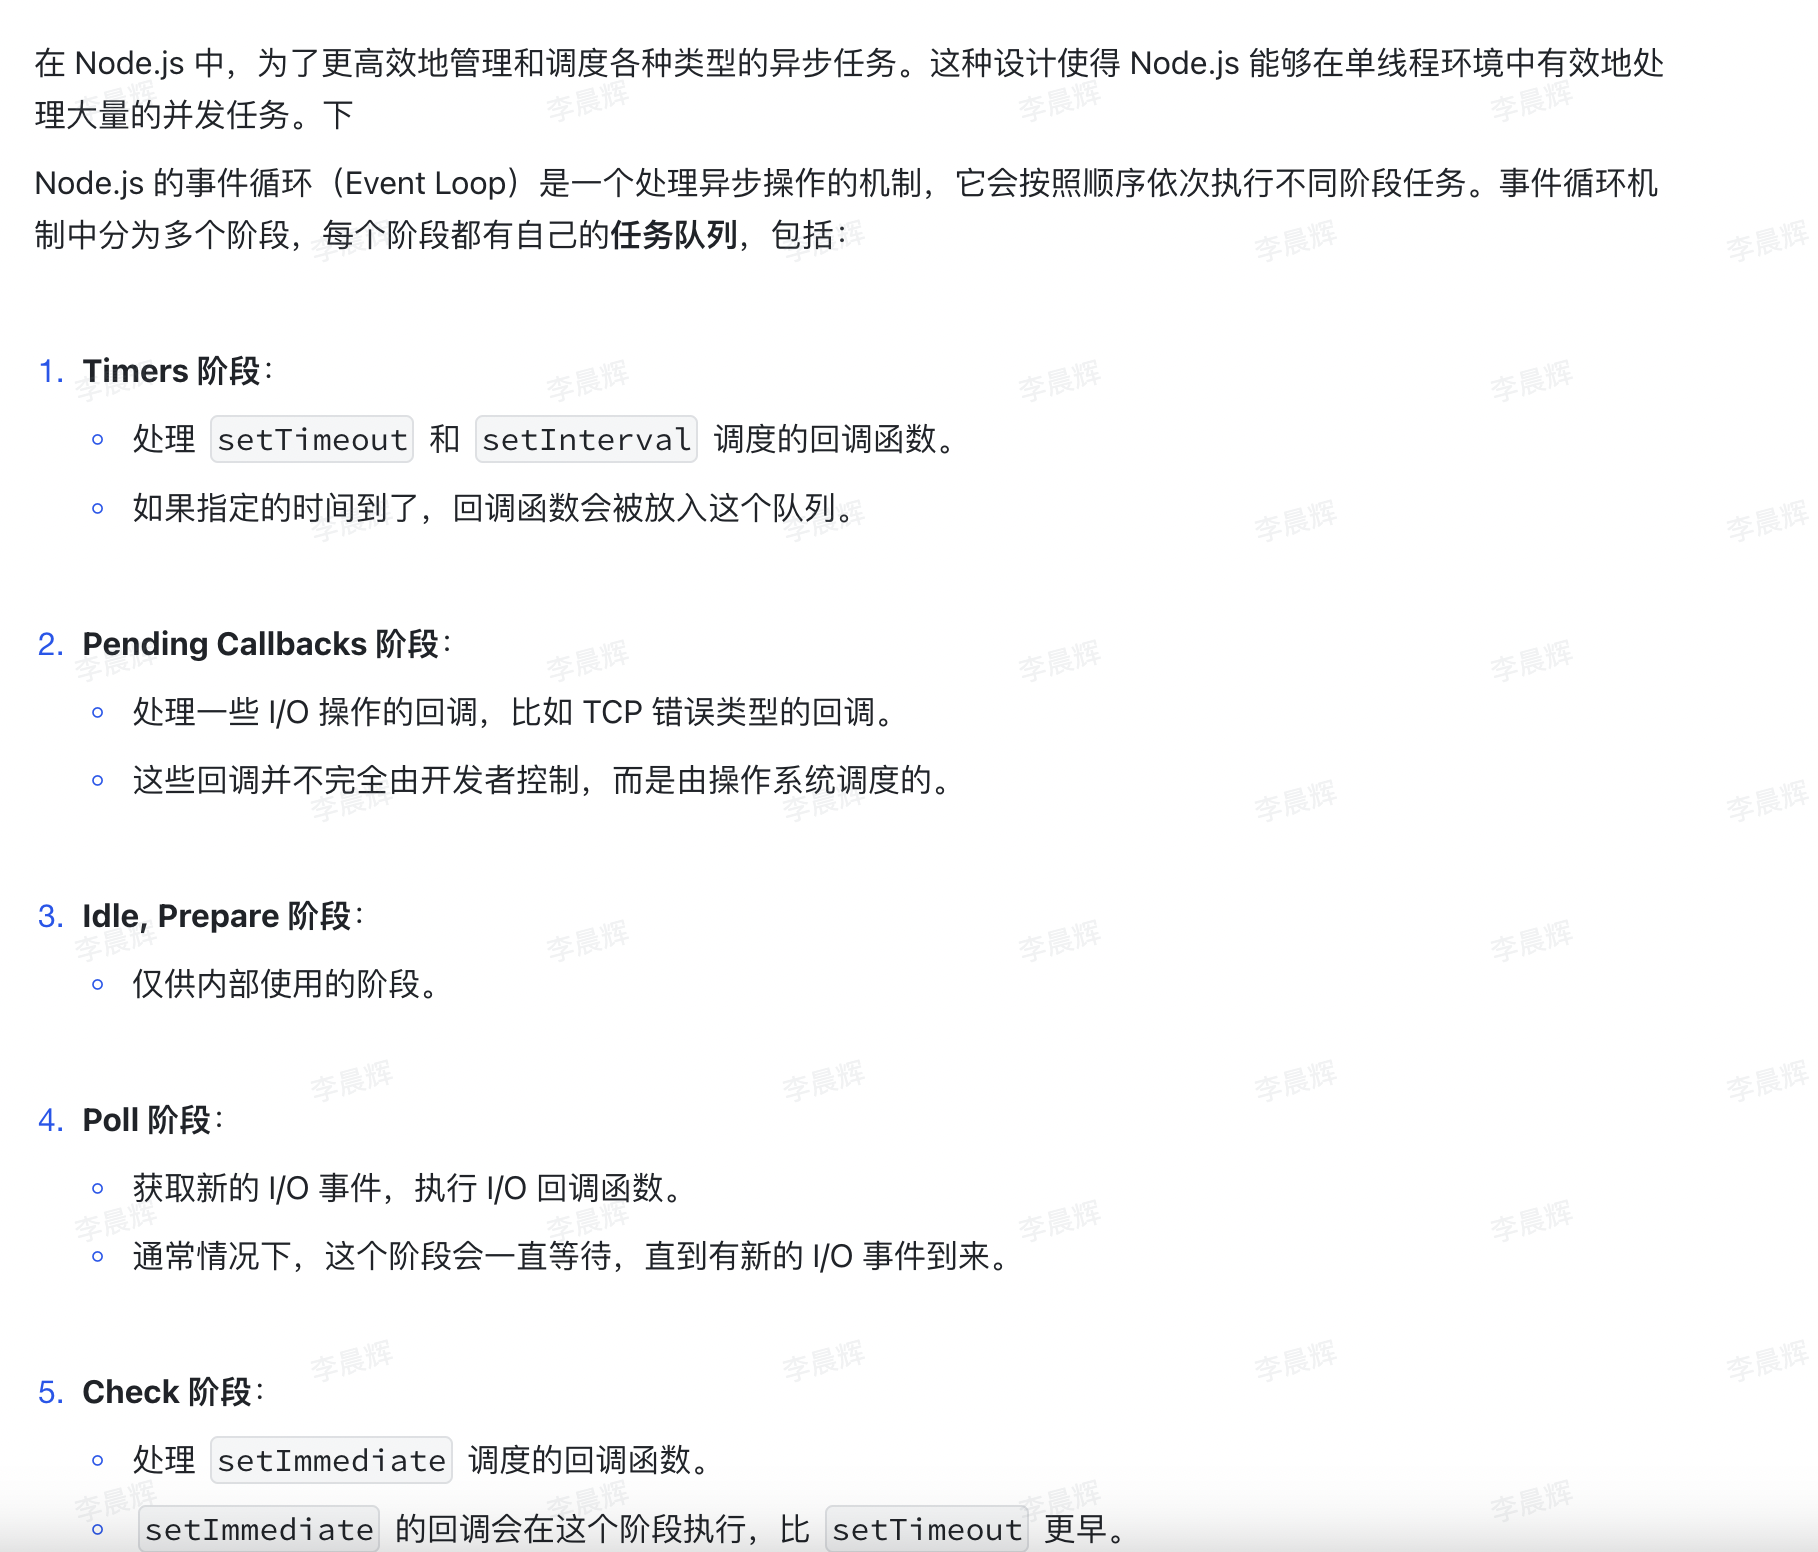 在 Node.js 中，为了更高效地管理和调度各种类型的异步任务。这种设计使得 Node.js 能够在单线程环境中有效地处
理大量的并发任务。下
Node.js 的事件循环（Event Loop）是一个处理异步操作的机制，它会按照顺序依次执行不同阶段任务。事件循环机
制中分为多个阶段，每个阶段都有自己的任务队列，包括：
1. Timers 阶段：
处理 setTimeout 和 setInterval 调度的回调函数。
如果指定的时间到了，回调函数会被放入这个队列。
2. Pending Callbacks 阶段：
处理一些 I/O 操作的回调，比如 TCP 错误类型的回调。
这些回调并不完全由开发者控制，而是由操作系统调度的。
3. Idle, Prepare 阶段：
仅供内部使用的阶段。
4. Poll 阶段：
获取新的 I/O 事件，执行 I/O 回调函数。
通常情况下，这个阶段会一直等待，直到有新的 I/O 事件到来。
5. Check 阶段：
处理 setImmediate 调度的回调函数。
setImmediate 的回调会在这个阶段执行，比 setTimeout 更早。
李晨辉